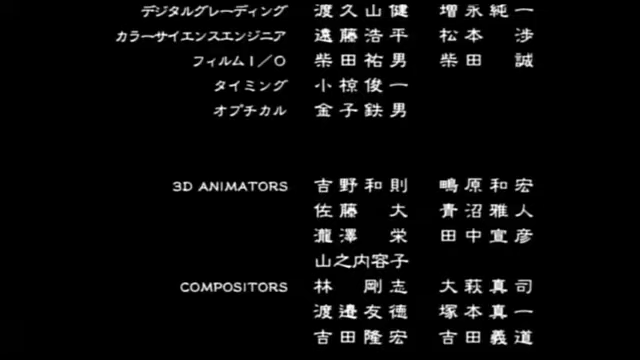 デジタルグレーディング 渡久山健 増永純一
カラーサイエンスエンジニア 遠藤浩平 松本 渉
フィルムI/O 柴田祐男 柴田 誠
タイミング 小椋俊一
オプチカル 金子鉄男
3D ANIMATORS 吉野和則 鴫原和宏
佐藤 大 青沼雅人
瀧澤 栄 田中宣彦
山之内容子
COMPOSITORS 林 剛志 大萩真司
渡邉友徳 塚本真一
吉田隆宏 吉田義道